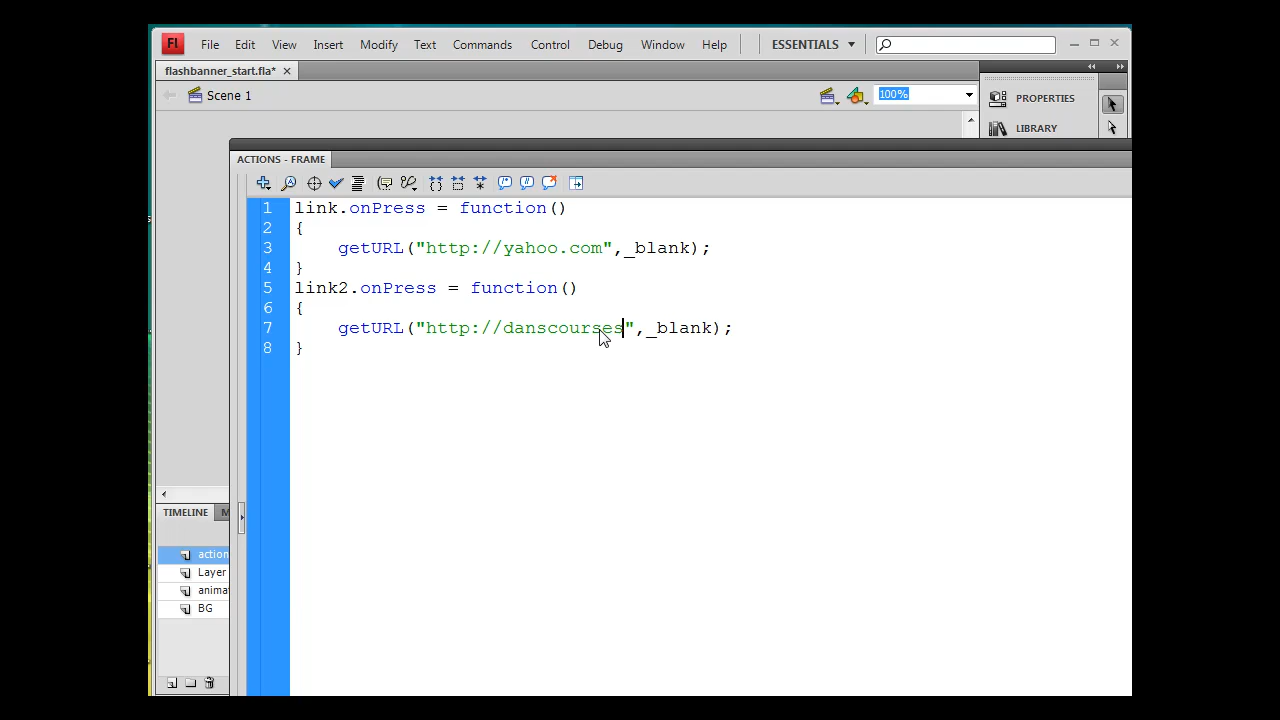 Fl File Edit View Insert Modify Text Commands Control Debug Window Help ESSENTIALS
flashbanner_start.fla*
Scene 1 100% PROPERTIES
LIBRARY
ACTIONS - FRAME
1 link.onPress = function()
2 {
3 getURL("http://yahoo.com",_blank);
4 }
5 link2.onPress = function()
6 {
7 getURL("http://danscourses",_blank);
8 }
TIMELINE M
action
Layer
anima
BG